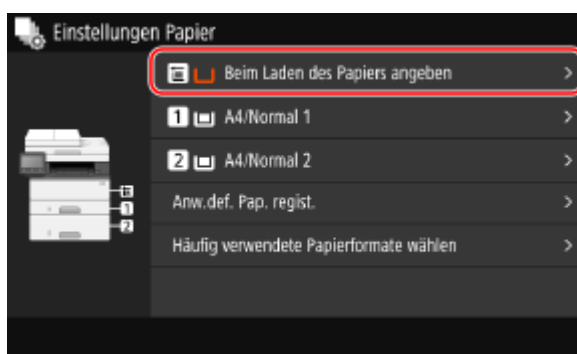 Einstellungen Papier
Beim Laden des Papiers angeben
1 A4/Normal 1
2 A4/Normal 2
Anw.def. Pap. regist.
Häufig verwendete Papierformate wählen
1
2